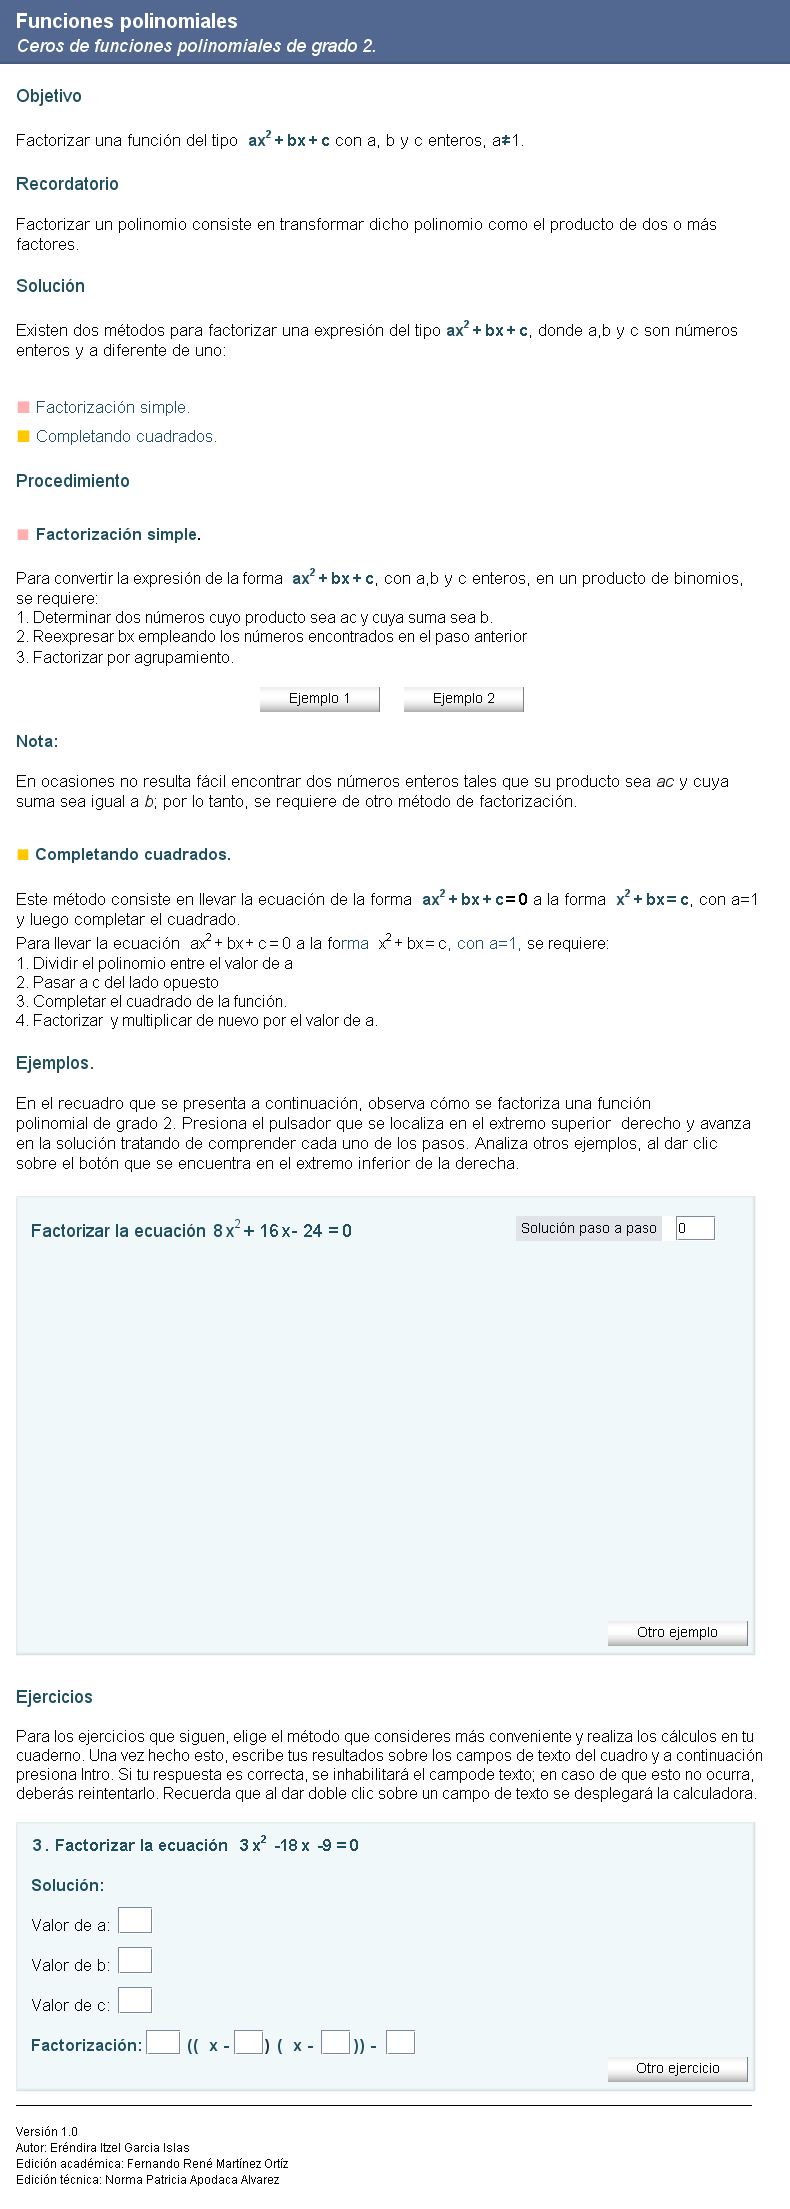 Funciones polinomiales
Ceros de funciones polinomiales de grado 2.
Objetivo
Factorizar una función del tipo ax² + bx + c con a, b y c enteros, a≠1.
Recordatorio
Factorizar un polinomio consiste en transformar dicho polinomio como el producto de dos o más
factores.
Solución
Existen dos métodos para factorizar una expresión del tipo ax² + bx + c, donde a,b y c son números
enteros y a diferente de uno:
Factorización simple.
Completando cuadrados.
Procedimiento
Factorización simple.
Para convertir la expresión de la forma ax² + bx + c, con a,b y c enteros, en un producto de binomios,
se requiere:
1. Determinar dos números cuyo producto sea ac y cuya suma sea b.
2. Reexpresar bx empleando los números encontrados en el paso anterior
3. Factorizar por agrupamiento.
Ejemplo 1 Ejemplo 2
Nota:
En ocasiones no resulta fácil encontrar dos números enteros tales que su producto sea ac y cuya
suma sea igual a b; por lo tanto, se requiere de otro método de factorización.
Completando cuadrados.
Este método consiste en llevar la ecuación de la forma ax² + bx + c = 0 a la forma x² + bx = c, con a=1
y luego completar el cuadrado.
Para llevar la ecuación ax² + bx + c = 0 a la forma x² + bx = c, con a=1, se requiere:
1. Dividir el polinomio entre el valor de a
2. Pasar a c del lado opuesto
3. Completar el cuadrado de la función.
4. Factorizar y multiplicar de nuevo por el valor de a.
Ejemplos.
En el recuadro que se presenta a continuación, observa cómo se factoriza una función
polinomial de grado 2. Presiona el pulsador que se localiza en el extremo superior derecho y avanza
en la solución tratando de comprender cada uno de los pasos. Analiza otros ejemplos, al dar clic
sobre el botón que se encuentra en el extremo inferior de la derecha.
Factorizar la ecuación 8 x² + 16 x- 24 = 0 Solución paso a paso 0
Otro ejemplo
Ejercicios
Para los ejercicios que siguen, elige el método que consideres más conveniente y realiza los cálculos en tu
cuaderno. Una vez hecho esto, escribe tus resultados sobre los campos de texto del cuadro y a continuación
presiona Intro. Si tu respuesta es correcta, se inhabilitará el campode texto; en caso de que esto no ocurra,
deberás reintentarlo. Recuerda que al dar doble clic sobre un campo de texto se desplegará la calculadora.
3. Factorizar la ecuación 3 x² -18 x -9 = 0
Solución:
Valor de a:
Valor de b:
Valor de c:
Factorización: (( x - ) ( x - )) -
Otro ejercicio
Versión 1.0
Autor: Eréndira Itzel Garcia Islas
Edición académica: Fernando René Martínez Ortíz
Edición técnica: Norma Patricia Apodaca Alvarez